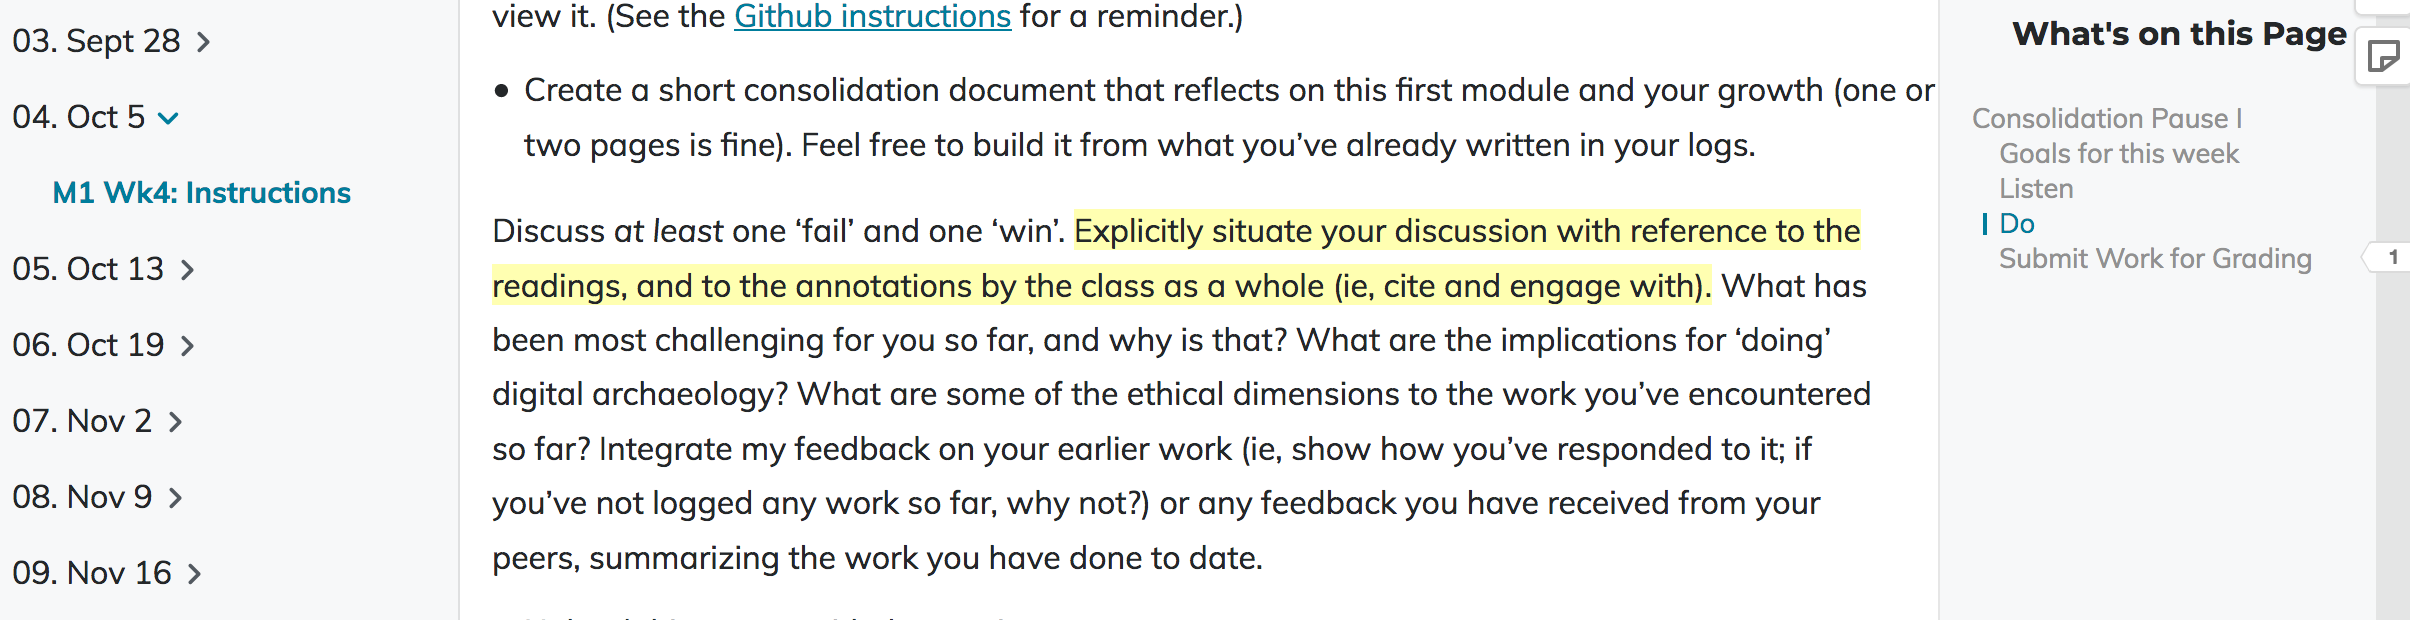 03. Sept 28
04. Oct 5
M1 Wk4: Instructions
05. Oct 13
06. Oct 19
07. Nov 2
08. Nov 9
09. Nov 16
view it. (See the Github instructions for a reminder.)
• Create a short consolidation document that reflects on this first module and your growth (one or
two pages is fine). Feel free to build it from what you’ve already written in your logs.
Discuss at least one ‘fail’ and one ‘win’. Explicitly situate your discussion with reference to the
readings, and to the annotations by the class as a whole (ie, cite and engage with). What has
been most challenging for you so far, and why is that? What are the implications for ‘doing’
digital archaeology? What are some of the ethical dimensions to the work you’ve encountered
so far? Integrate my feedback on your earlier work (ie, show how you’ve responded to it; if
you’ve not logged any work so far, why not?) or any feedback you have received from your
peers, summarizing the work you have done to date.
What's on this Page
Consolidation Pause I
Goals for this week
Listen
Do
Submit Work for Grading
1